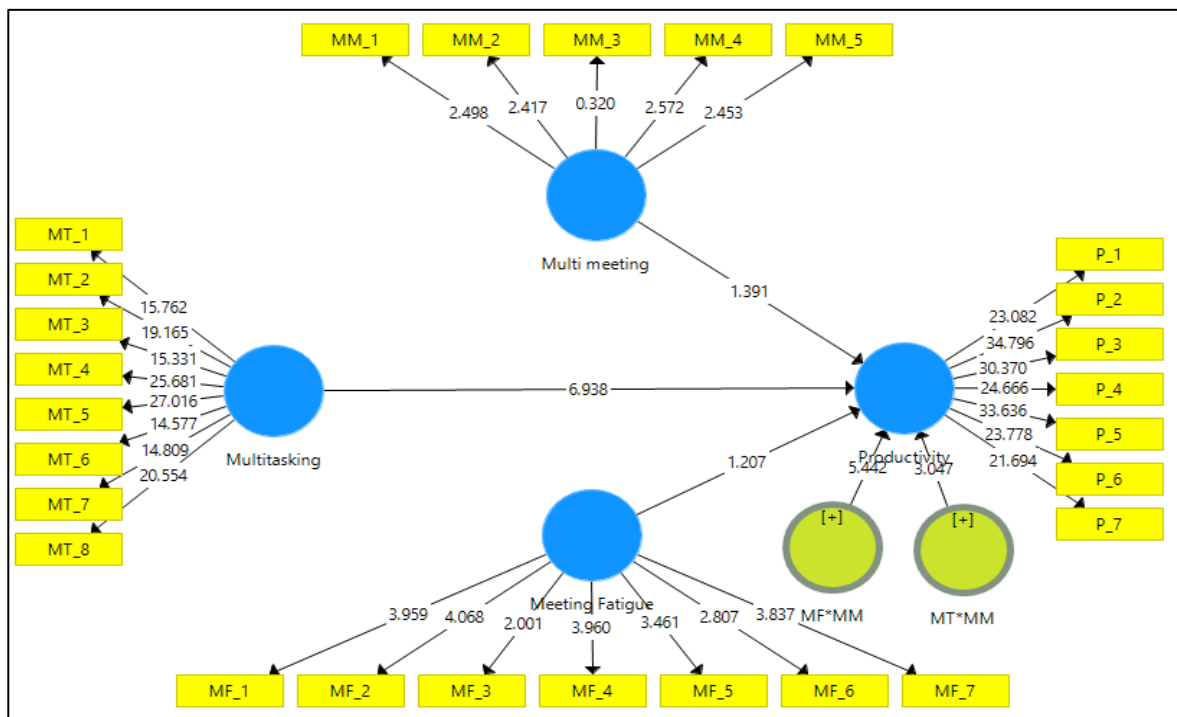 MM_1 MM_2 MM_3 MM_4 MM_5
2.498 2.417 0.320 2.572 2.453
Multi meeting
1.391
MT_1
MT_2
MT_3
MT_4
MT_5
MT_6
MT_7
MT_8
15.762
19.165
15.331
25.681
27.016
14.577
14.809
20.554
Multitasking
6.938
P_1
P_2
P_3
P_4
P_5
P_6
P_7
23.082
34.796
30.370
24.666
33.636
23.778
21.694
Productivity
5.442 3.047
1.207
[+] [+]
MF*MM MT*MM
Meeting Fatigue
3.959 4.068 2.001 3.960 3.461 2.807 3.837
MF_1 MF_2 MF_3 MF_4 MF_5 MF_6 MF_7